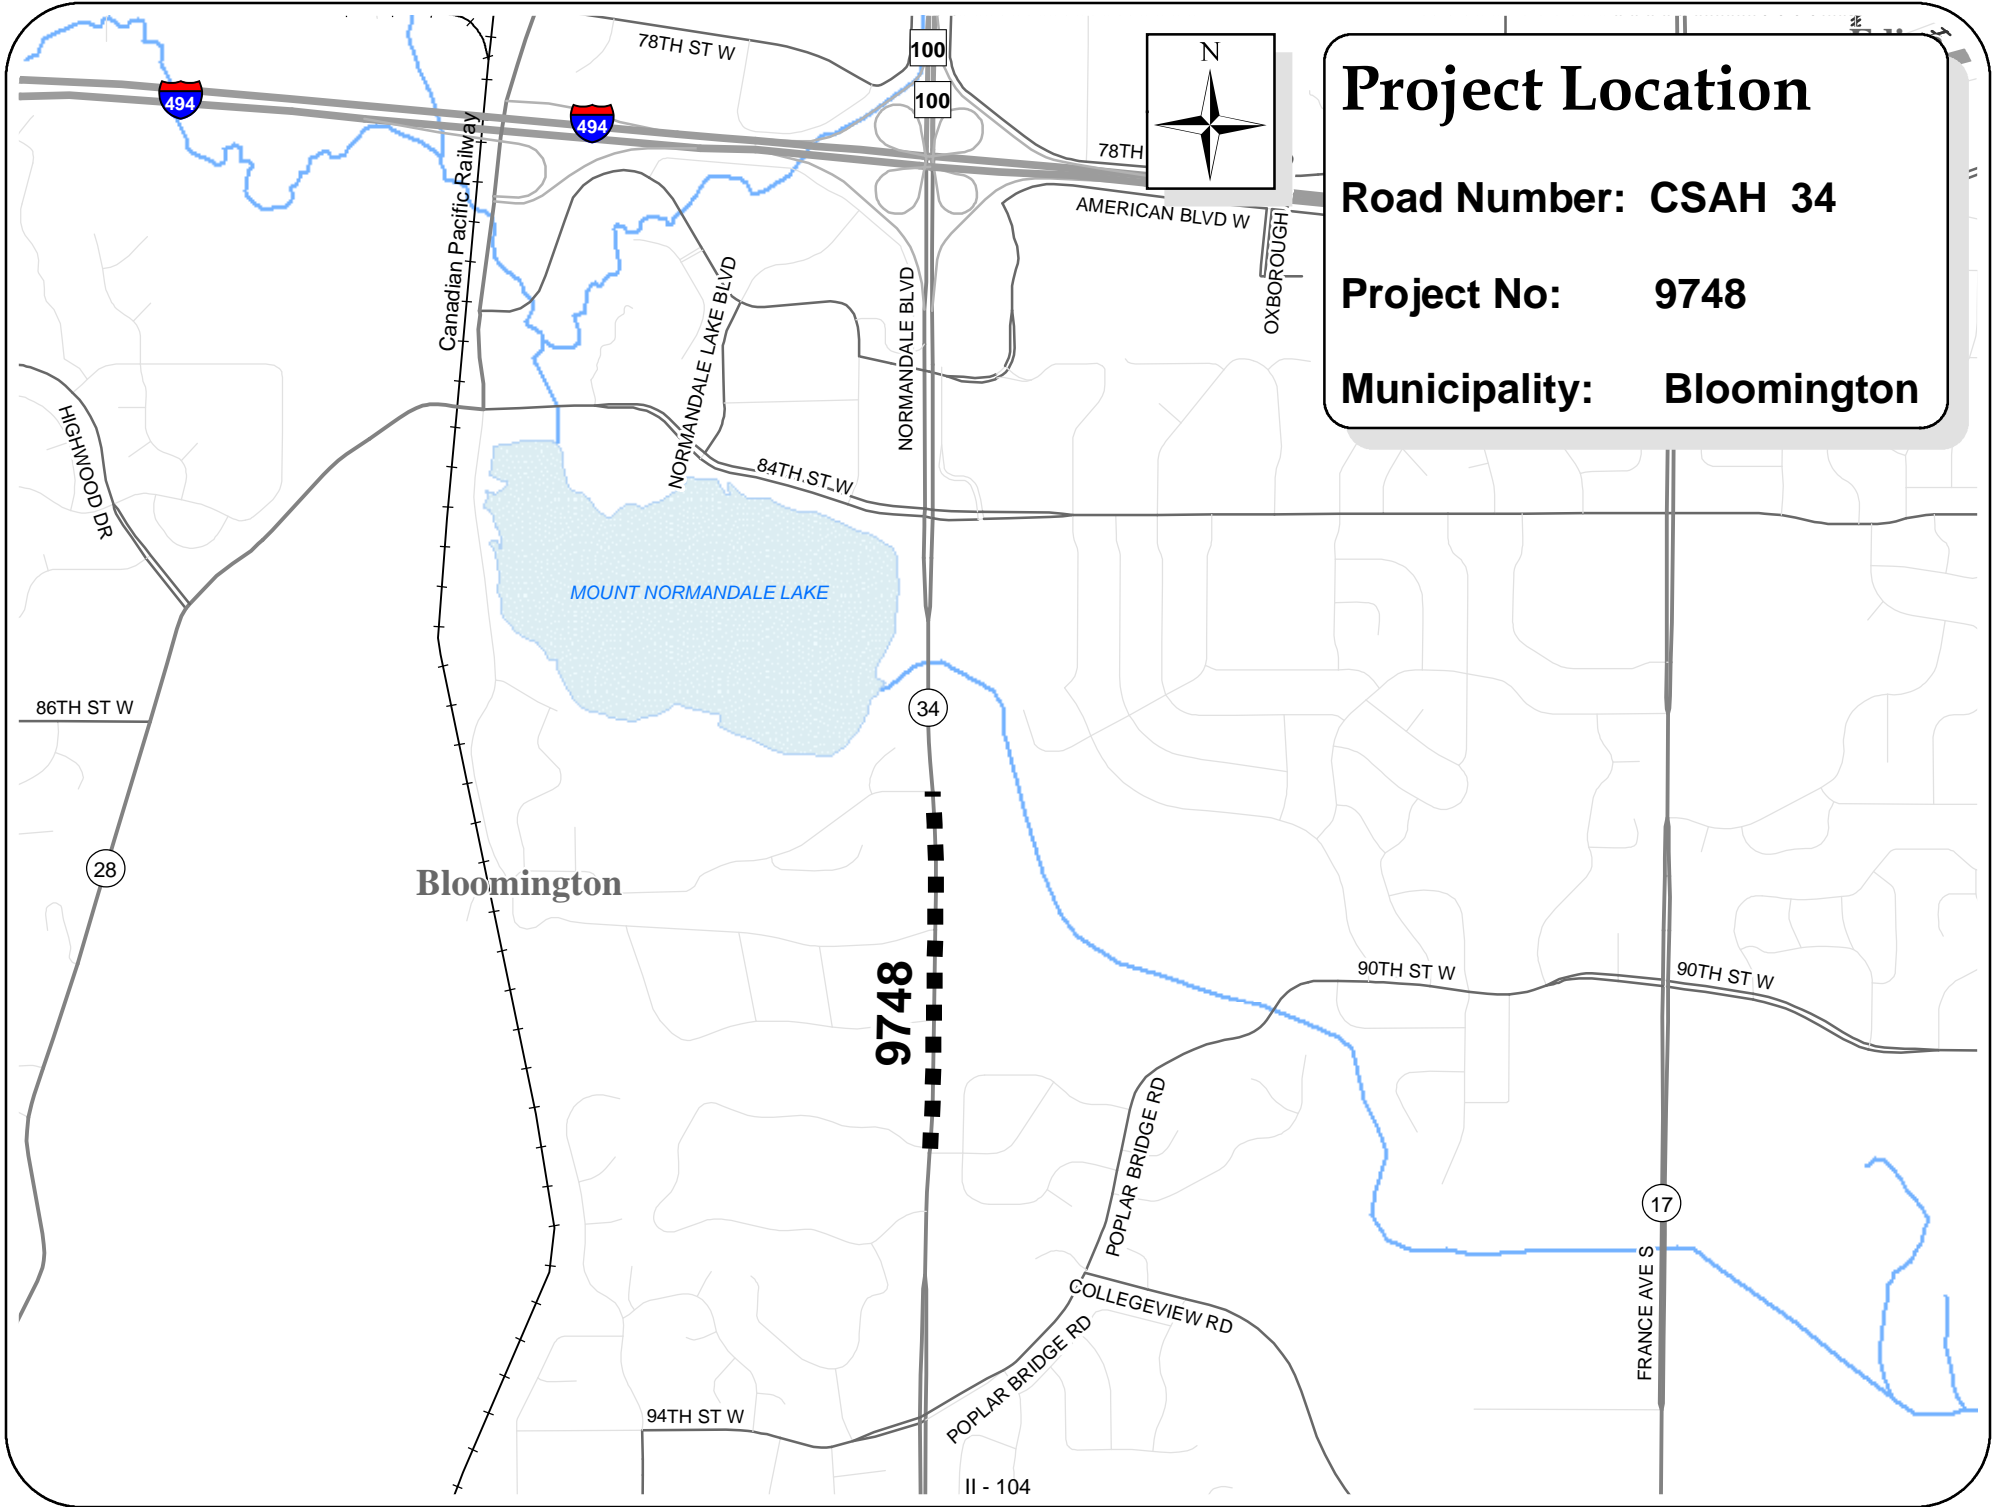 Project Location
Road Number: CSAH 34
Project No: 9748
Municipality: Bloomington
N
78TH ST W
100
100
494
494
78TH
AMERICAN BLVD W
OXBOROUGH
Canadian Pacific Railway
NORMANDALE LAKE BLVD
NORMANDALE BLVD
HIGHWOOD DR
84TH ST W
MOUNT NORMANDALE LAKE
86TH ST W
34
28
Bloomington
9748
90TH ST W
90TH ST W
POPLAR BRIDGE RD
17
COLLEGEVIEW RD
FRANCE AVE S
POPLAR BRIDGE RD
94TH ST W
II - 104